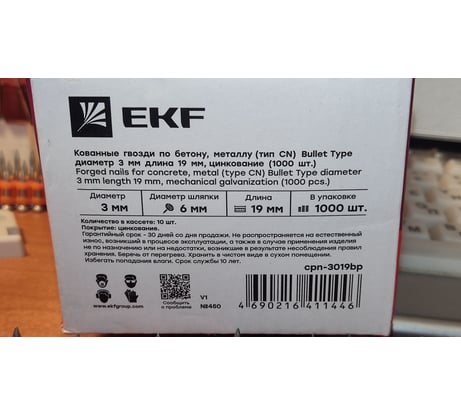 EKF
Кованные гвозди по бетону, металлу (тип CN) Bullet Type
диаметр 3 мм длина 19 мм, цинкование (1000 шт.)
Forged nails for concrete, metal (type CN) Bullet Type diameter
3 mm length 19 mm, mechanical galvanization (1000 pcs.)
Диаметр Диаметр шляпки Длина В упаковке
3 мм 6 мм 19 мм 1000 шт.
Количество в кассете: 10 шт.
Покрытие: цинкование.
Гарантийный срок - 30 дней со дня продажи. Не распространяется на естественный
износ, возникший в процессе эксплуатации, а также в случае применения изделия
не по назначению или недостатки, возникшие в результате несоблюдения правил
хранения. Беречь от перегрева. Хранить в чистом виде в сухом помещении.
Избегать попадания влаги. Срок службы 10 лет.
cpn-3019bp
www.ekfgroup.com
Сообщить
о проблеме
V1
N8450
4690216411446